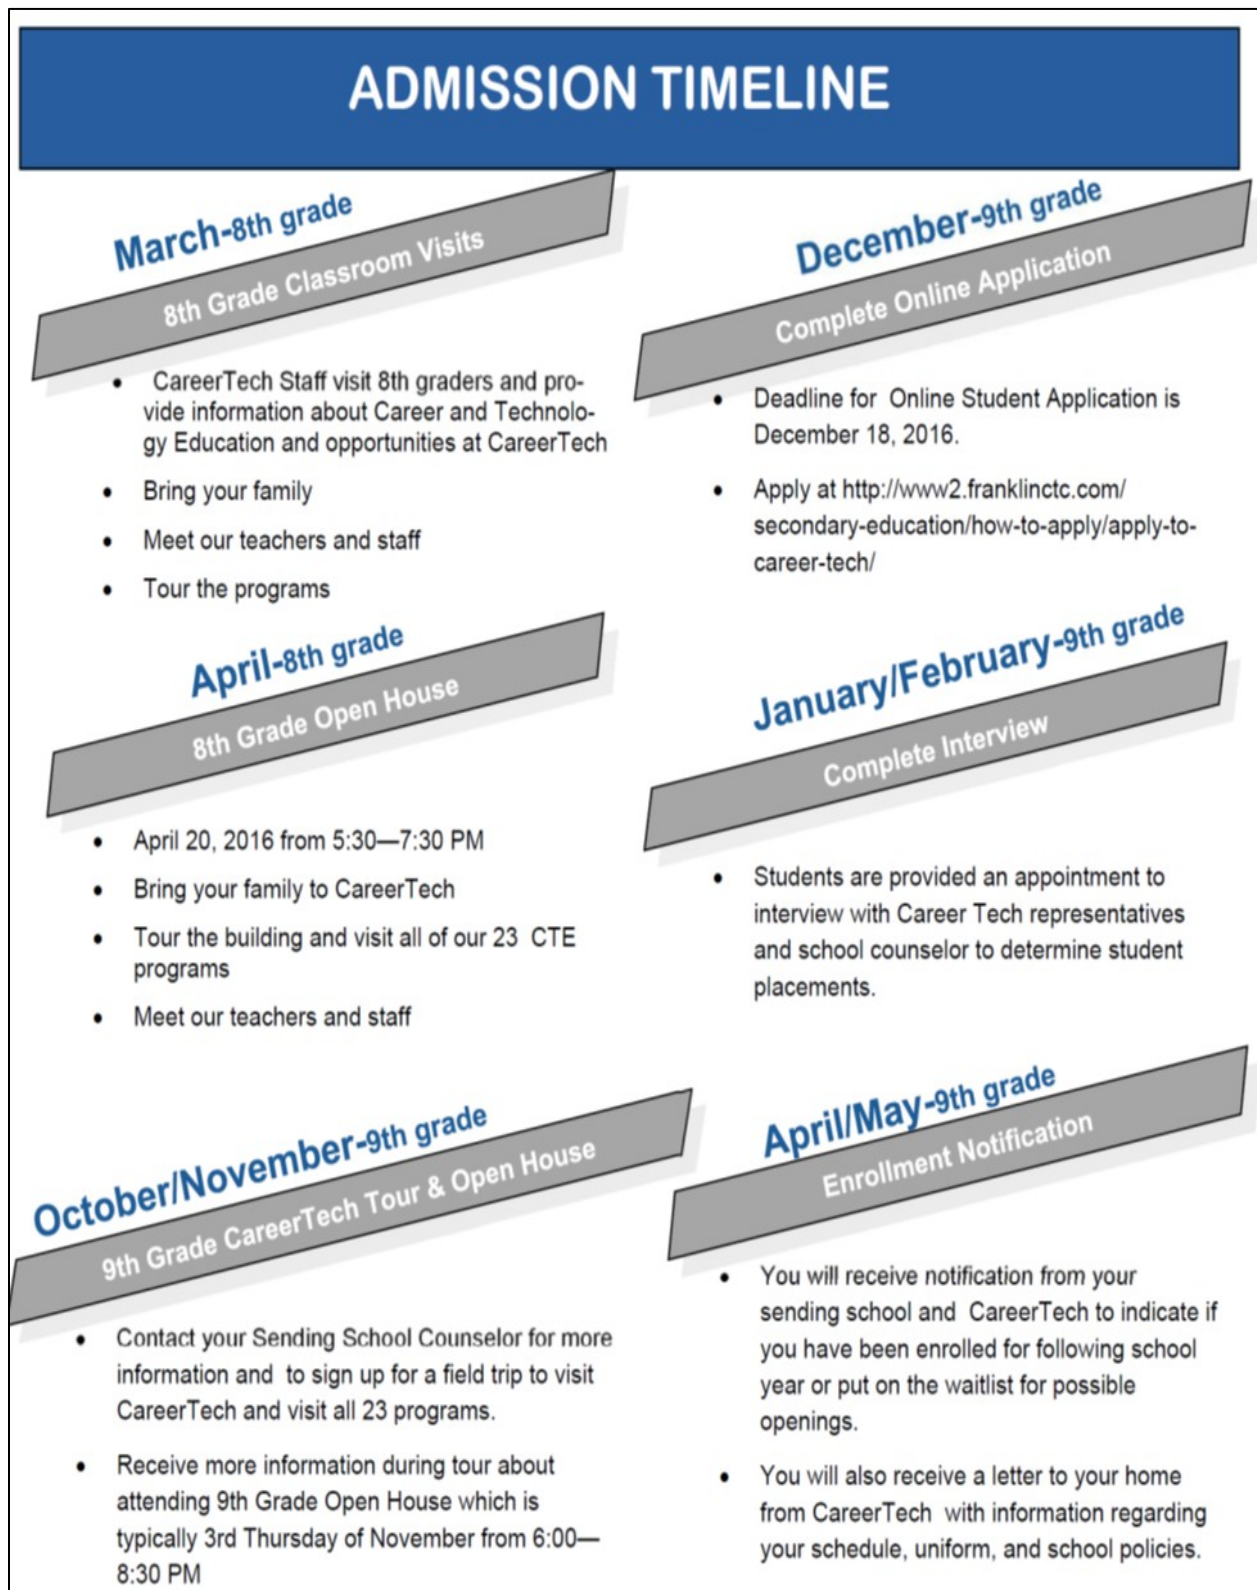 ADMISSION TIMELINE
March-8th grade
8th Grade Classroom Visits
• CareerTech Staff visit 8th graders and pro-
vide information about Career and Technolo-
gy Education and opportunities at CareerTech
• Bring your family
• Meet our teachers and staff
• Tour the programs
April-8th grade
8th Grade Open House
• April 20, 2016 from 5:30—7:30 PM
• Bring your family to CareerTech
• Tour the building and visit all of our 23 CTE
programs
• Meet our teachers and staff
October/November-9th grade
9th Grade CareerTech Tour & Open House
• Contact your Sending School Counselor for more
information and to sign up for a field trip to visit
CareerTech and visit all 23 programs.
• Receive more information during tour about
attending 9th Grade Open House which is
typically 3rd Thursday of November from 6:00—
8:30 PM
December-9th grade
Complete Online Application
• Deadline for Online Student Application is
December 18, 2016.
• Apply at http://www2.franklinctc.com/
secondary-education/how-to-apply/apply-to-
career-tech/
January/February-9th grade
Complete Interview
• Students are provided an appointment to
interview with Career Tech representatives
and school counselor to determine student
placements.
April/May-9th grade
Enrollment Notification
• You will receive notification from your
sending school and CareerTech to indicate if
you have been enrolled for following school
year or put on the waitlist for possible
openings.
• You will also receive a letter to your home
from CareerTech with information regarding
your schedule, uniform, and school policies.